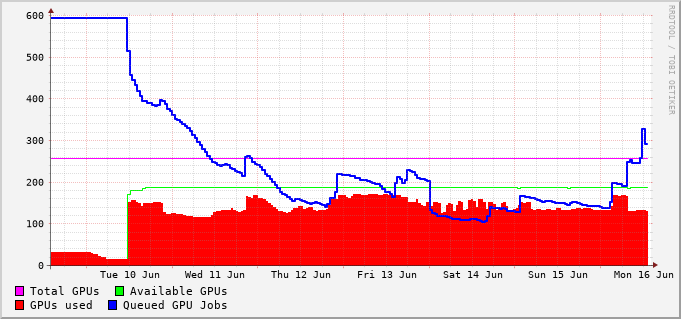 RRDTOOL / TOBI OETIKER
600
500
400
300
200
100
0
Tue 10 Jun Wed 11 Jun Thu 12 Jun Fri 13 Jun Sat 14 Jun Sun 15 Jun Mon 16 Jun
Total GPUs Available GPUs
GPUs used Queued GPU Jobs